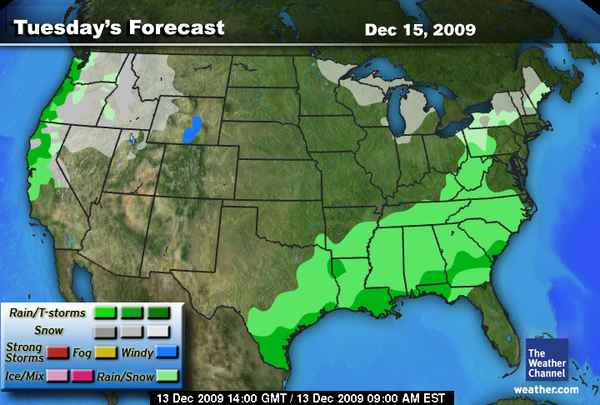 Tuesday's Forecast
Dec 15, 2009
Rain/T-storms
Snow
Strong Storms
Fog
Windy
Ice/Mix
Rain/Snow
The Weather Channel
weather.com
13 Dec 2009 14:00 GMT / 13 Dec 2009 09:00 AM EST